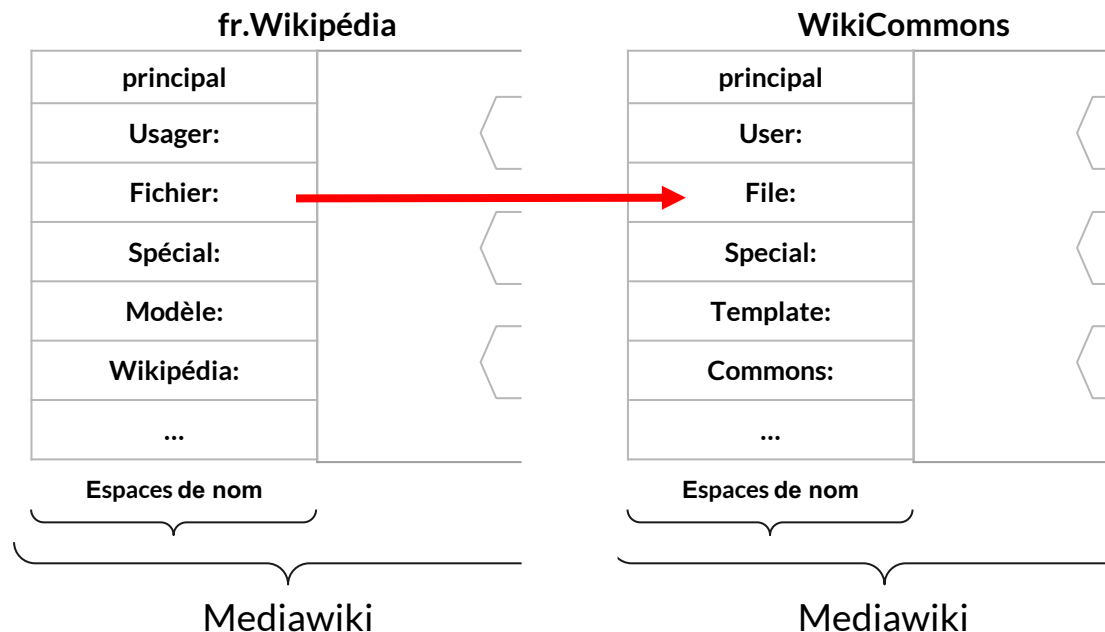 fr.Wikipédia
principal
Usager:
Fichier:
Spécial:
Modèle:
Wikipédia:
...
Espaces de nom
Mediawiki
WikiCommons
principal
User:
File:
Special:
Template:
Commons:
...
Espaces de nom
Mediawiki